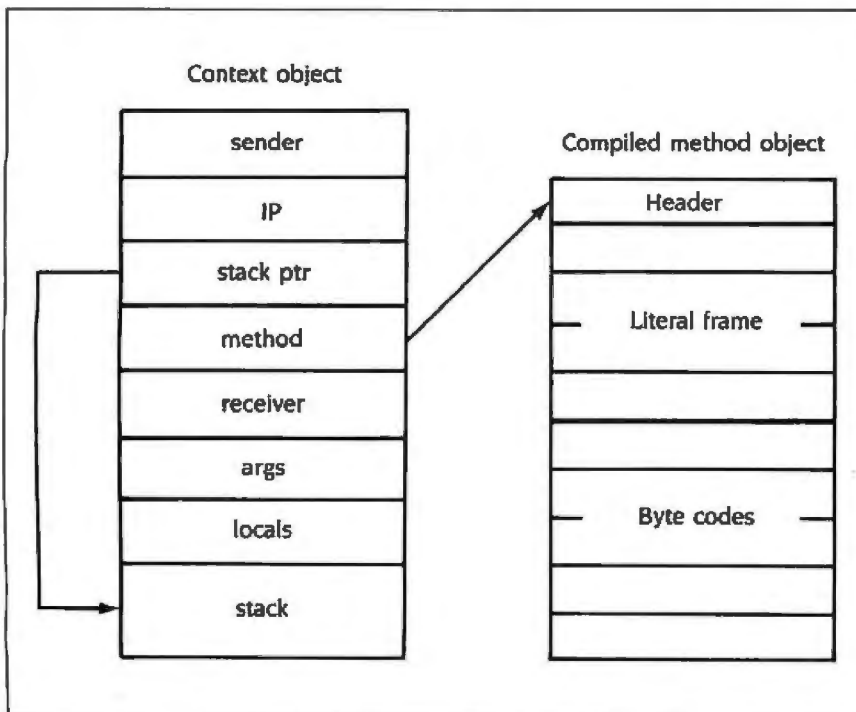 Context object
sender
IP
stack ptr
method
receiver
args
locals
stack
Compiled method object
Header
Literal frame
Byte codes